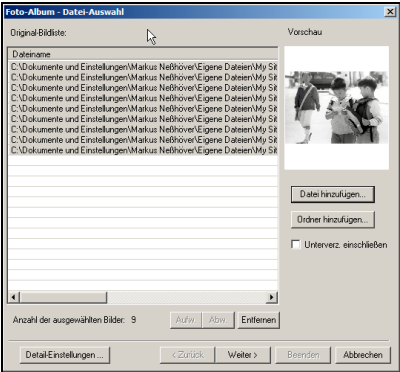 Foto-Album - Datei-Auswahl
Original-Bildliste:
Vorschau
Dateiname
C:\Dokumente und Einstellungen\Markus Neßhöver\Eigene Dateien\My Sit
C:\Dokumente und Einstellungen\Markus Neßhöver\Eigene Dateien\My Sit
C:\Dokumente und Einstellungen\Markus Neßhöver\Eigene Dateien\My Sit
C:\Dokumente und Einstellungen\Markus Neßhöver\Eigene Dateien\My Sit
C:\Dokumente und Einstellungen\Markus Neßhöver\Eigene Dateien\My Sit
C:\Dokumente und Einstellungen\Markus Neßhöver\Eigene Dateien\My Sit
C:\Dokumente und Einstellungen\Markus Neßhöver\Eigene Dateien\My Sit
C:\Dokumente und Einstellungen\Markus Neßhöver\Eigene Dateien\My Sit
C:\Dokumente und Einstellungen\Markus Neßhöver\Eigene Dateien\My Sit
Datei hinzufügen...
Ordner hinzufügen...
Unterverz. einschließen
Anzahl der ausgewählten Bilder: 9
Aufw. Abw. Entfernen
Detail-Einstellungen ... < Zurück Weiter > Beenden Abbrechen